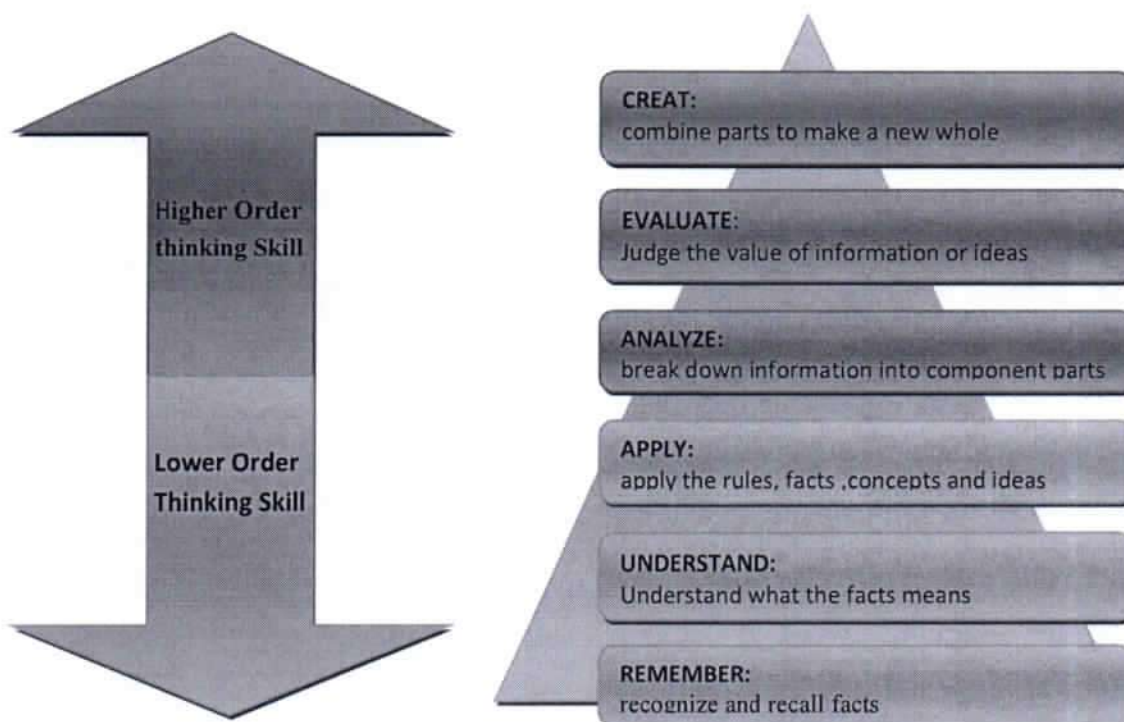 Higher Order
thinking Skill
Lower Order
Thinking Skill
CREAT:
combine parts to make a new whole
EVALUATE:
Judge the value of information or ideas
ANALYZE:
break down information into component parts
APPLY:
apply the rules, facts ,concepts and ideas
UNDERSTAND:
Understand what the facts means
REMEMBER:
recognize and recall facts